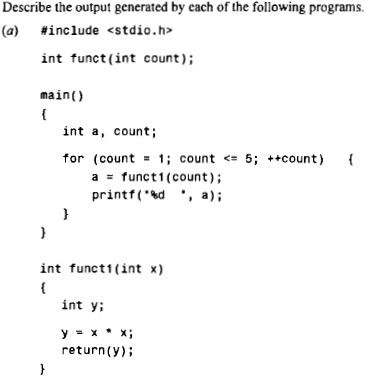 Describe the output generated by each of the following programs.
(a) #include <stdio.h>
int funct(int count);
main()
{
int a, count;
for (count = 1; count <= 5; ++count) {
a = funct1(count);
printf("%d ", a);
}
}
int funct1(int x)
{
int y;
y = x * x;
return(y);
}